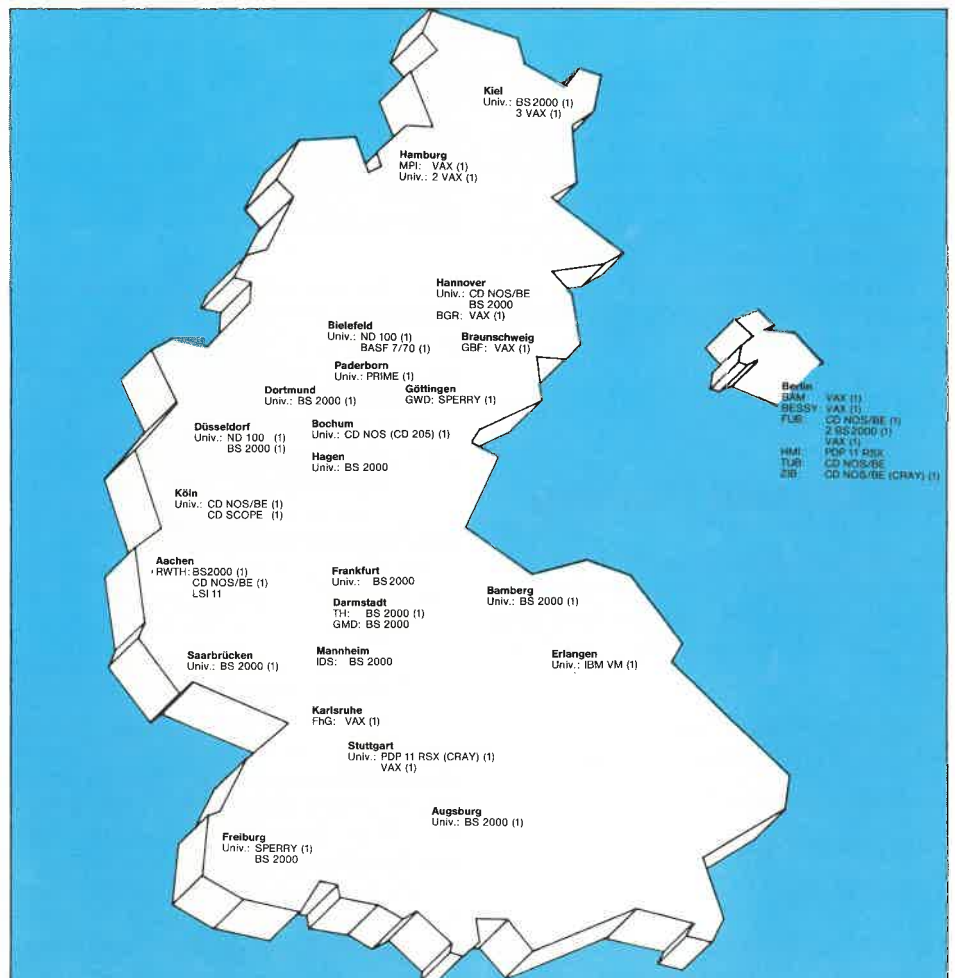 Kiel
Univ.: BS 2000 (1)
3 VAX (1)
Hamburg
MPI: VAX (1)
Univ.: 2 VAX (1)
Hannover
Univ.: CD NOS/BE
BS 2000
BGR: VAX (1)
Bielefeld
Univ.: ND 100 (1)
BASF 7/70 (1)
Braunschweig
GBF: VAX (1)
Paderborn
Univ.: PRIME (1)
Dortmund
Univ.: BS 2000 (1)
Göttingen
GWD: SPERRY (1)
Düsseldorf
Univ.: ND 100 (1)
BS 2000 (1)
Bochum
Univ.: CD NOS (CD 205) (1)
Hagen
Univ.: BS 2000
Berlin
BAM: VAX (1)
BESSY: VAX (1)
FUB: CD NOS/BE (1)
2 BS 2000 (1)
VAX (1)
HMI: PDP 11 RSX
TUB: CD NOS/BE
ZIB: CD NOS/BE (CRAY) (1)
Köln
Univ.: CD NOS/BE (1)
CD SCOPE (1)
Aachen
RWTH: BS2000 (1)
CD NOS/BE (1)
LSI 11
Frankfurt
Univ.: BS 2000
Darmstadt
TH: BS 2000 (1)
GMD: BS 2000
Bamberg
Univ.: BS 2000 (1)
Saarbrücken
Univ.: BS 2000 (1)
Mannheim
IDS: BS 2000
Erlangen
Univ.: IBM VM (1)
Karlsruhe
FhG: VAX (1)
Stuttgart
Univ.: PDP 11 RSX (CRAY) (1)
VAX (1)
Augsburg
Univ.: BS 2000 (1)
Freiburg
Univ.: SPERRY (1)
BS 2000